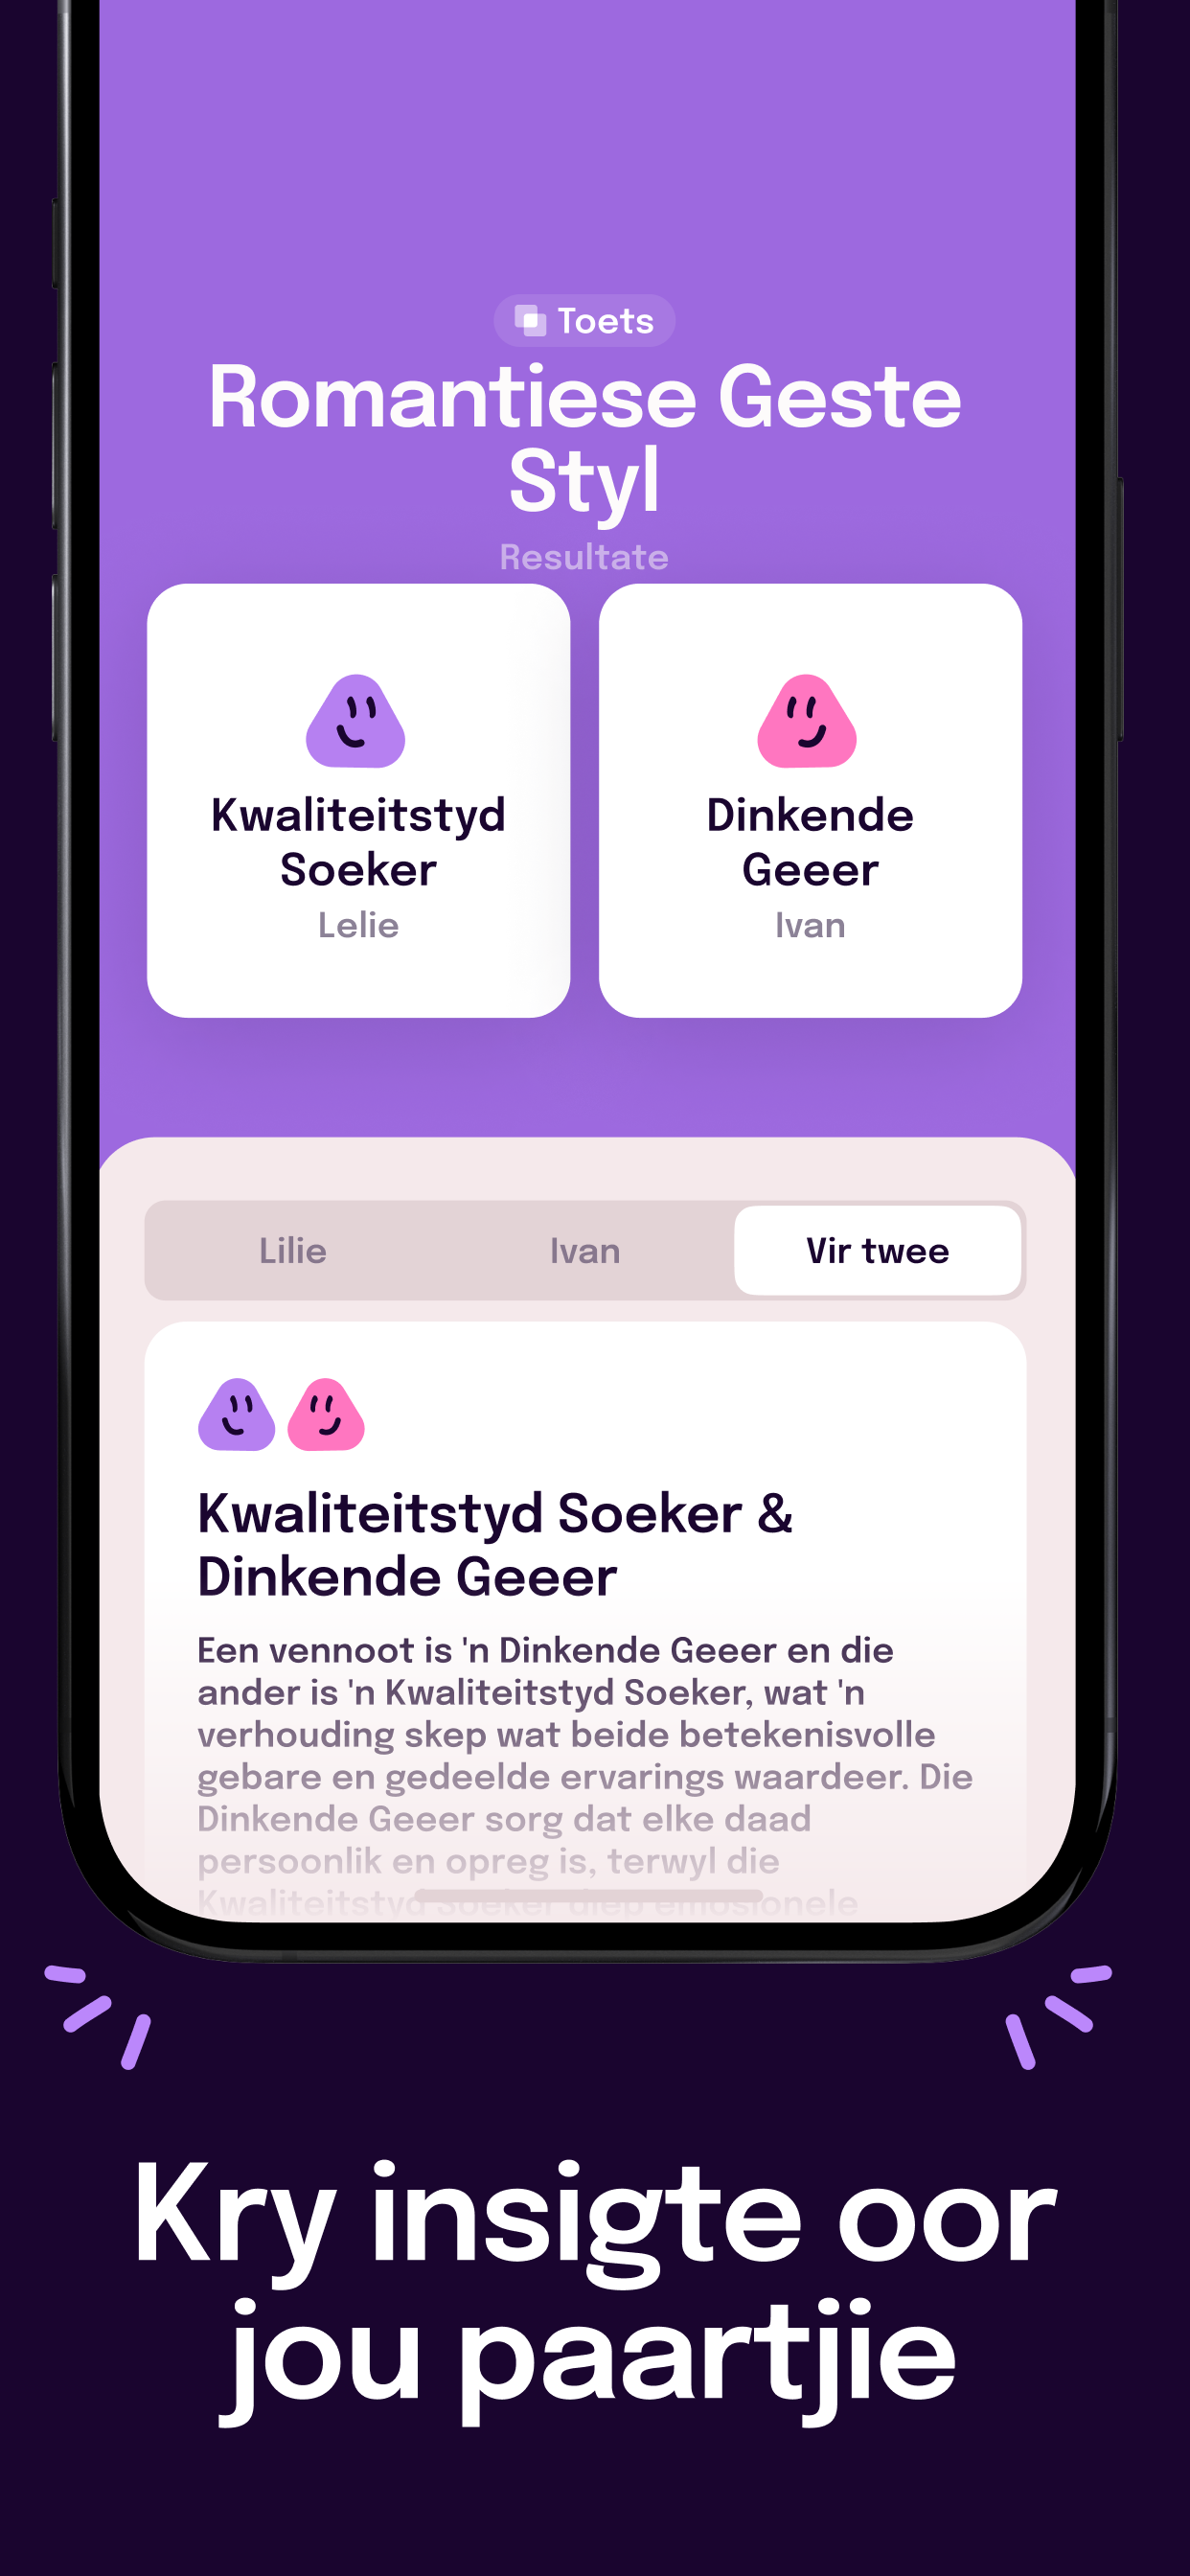 Toets
Romantiese Geste
Styl
Resultate
Kwaliteitstyd
Soeker
Lelie
Dinkende
Geeer
Ivan
Lilie
Ivan
Vir twee
Kwaliteitstyd Soeker &
Dinkende Geeer
Een vennoot is 'n Dinkende Geeer en die
ander is 'n Kwaliteitstyd Soeker, wat 'n
verhouding skep wat beide betekenisvolle
gebare en gedeelde ervarings waardeer. Die
Dinkende Geeer sorg dat elke daad
persoonlik en opreg is, terwyl die
Kwaliteitstyd Soeker diep emosionele
Kry insigte oor
jou paartjie